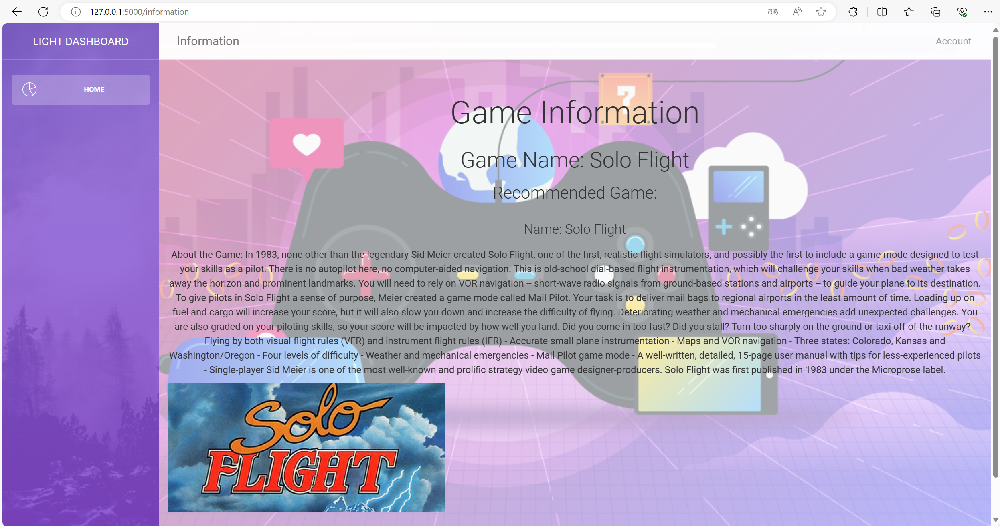 127.0.0.1:5000/information
LIGHT DASHBOARD
Information
Account
HOME
?
Game Information
Game Name: Solo Flight
Recommended Game:
Name: Solo Flight
About the Game: In 1983, none other than the legendary Sid Meier created Solo Flight, one of the first, realistic flight simulators, and possibly the first to include a game mode designed to test
your skills as a pilot. There is no autopilot here, no computer-aided navigation. This is old-school dial-based flight instrumentation, which will challenge your skills when bad weather takes
away the horizon and prominent landmarks. You will need to rely on VOR navigation -- short-wave radio signals from ground-based stations and airports -- to guide your plane to its destination.
To give pilots in Solo Flight a sense of purpose, Meier created a game mode called Mail Pilot. Your task is to deliver mail bags to regional airports in the least amount of time. Loading up on
fuel and cargo will increase your score, but it will also slow you down and increase the difficulty of flying. Deteriorating weather and mechanical emergencies add unexpected challenges. You
are also graded on your piloting skills, so your score will be impacted by how well you land. Did you come in too fast? Did you stall? Turn too sharply on the ground or taxi off of the runway? -
Flying by both visual flight rules (VFR) and instrument flight rules (IFR) - Accurate small plane instrumentation - Maps and VOR navigation - Three states: Colorado, Kansas and
Washington/Oregon - Four levels of difficulty - Weather and mechanical emergencies - Mail Pilot game mode - A well-written, detailed, 15-page user manual with tips for less-experienced pilots
- Single-player Sid Meier is one of the most well-known and prolific strategy video game designer-producers. Solo Flight was first published in 1983 under the Microprose label.
Solo
FLIGHT